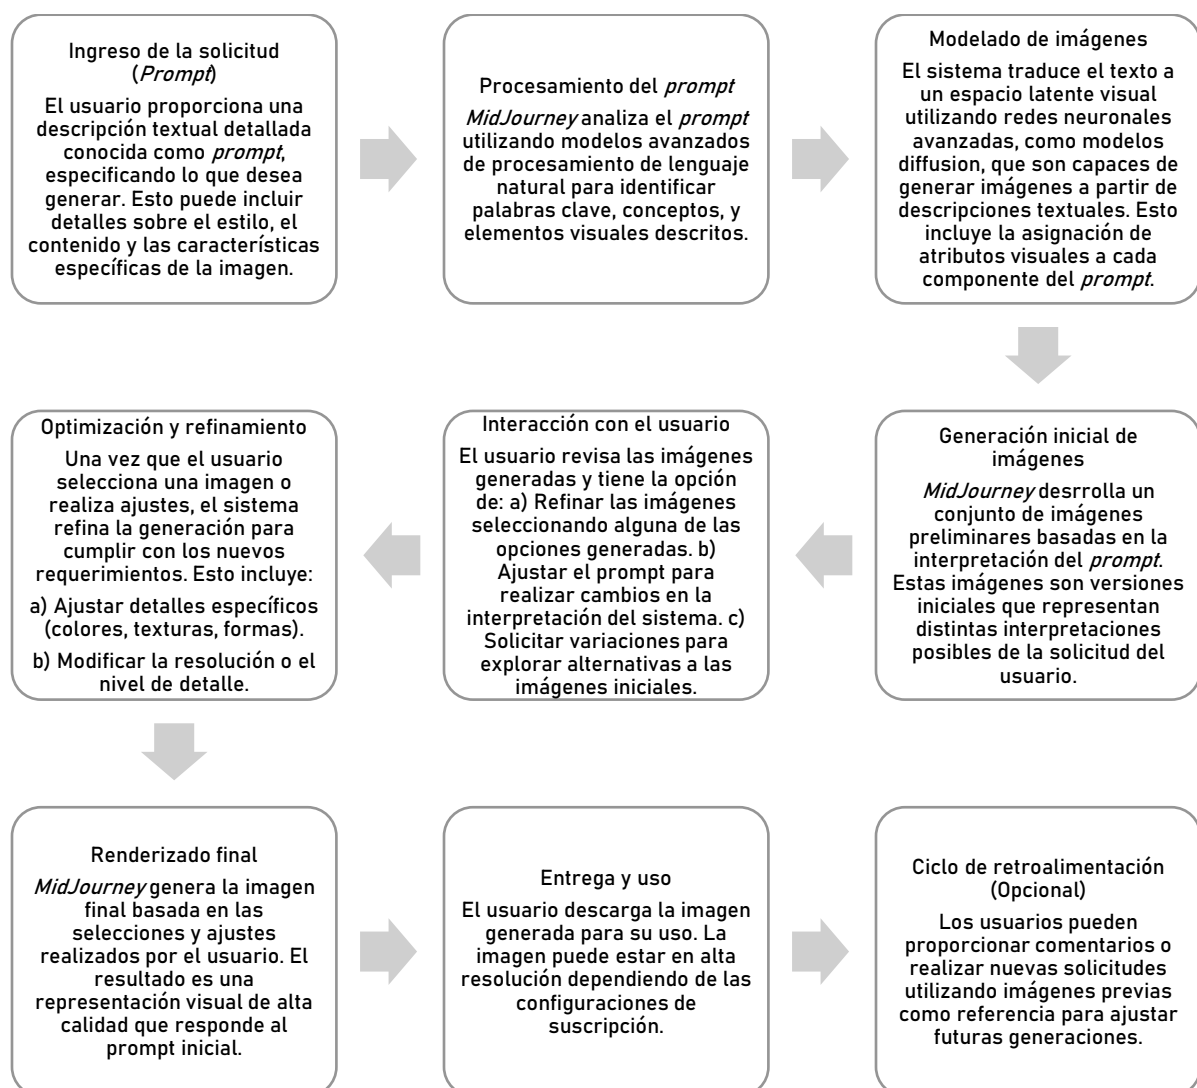 Ingreso de la solicitud
(Prompt)
El usuario proporciona una
descripción textual detallada
conocida como prompt,
especificando lo que desea
generar. Esto puede incluir
detalles sobre el estilo, el
contenido y las características
específicas de la imagen.
Procesamiento del prompt
MidJourney analiza el prompt
utilizando modelos avanzados
de procesamiento de lenguaje
natural para identificar
palabras clave, conceptos, y
elementos visuales descritos.
Modelado de imágenes
El sistema traduce el texto a
un espacio latente visual
utilizando redes neuronales
avanzadas, como modelos
diffusion, que son capaces de
generar imágenes a partir de
descripciones textuales. Esto
incluye la asignación de
atributos visuales a cada
componente del prompt.
Generación inicial de
imágenes
MidJourney desrrolla un
conjunto de imágenes
preliminares basadas en la
interpretación del prompt.
Estas imágenes son versiones
iniciales que representan
distintas interpretaciones
posibles de la solicitud del
usuario.
Interacción con el usuario
El usuario revisa las imágenes
generadas y tiene la opción
de: a) Refinar las imágenes
seleccionando alguna de las
opciones generadas. b)
Ajustar el prompt para
realizar cambios en la
interpretación del sistema. c)
Solicitar variaciones para
explorar alternativas a las
imágenes iniciales.
Optimización y refinamiento
Una vez que el usuario
selecciona una imagen o
realiza ajustes, el sistema
refina la generación para
cumplir con los nuevos
requerimientos. Esto incluye:
a) Ajustar detalles específicos
(colores, texturas, formas).
b) Modificar la resolución o el
nivel de detalle.
Renderizado final
MidJourney genera la imagen
final basada en las
selecciones y ajustes
realizados por el usuario. El
resultado es una
representación visual de alta
calidad que responde al
prompt inicial.
Entrega y uso
El usuario descarga la imagen
generada para su uso. La
imagen puede estar en alta
resolución dependiendo de las
configuraciones de
suscripción.
Ciclo de retroalimentación
(Opcional)
Los usuarios pueden
proporcionar comentarios o
realizar nuevas solicitudes
utilizando imágenes previas
como referencia para ajustar
futuras generaciones.